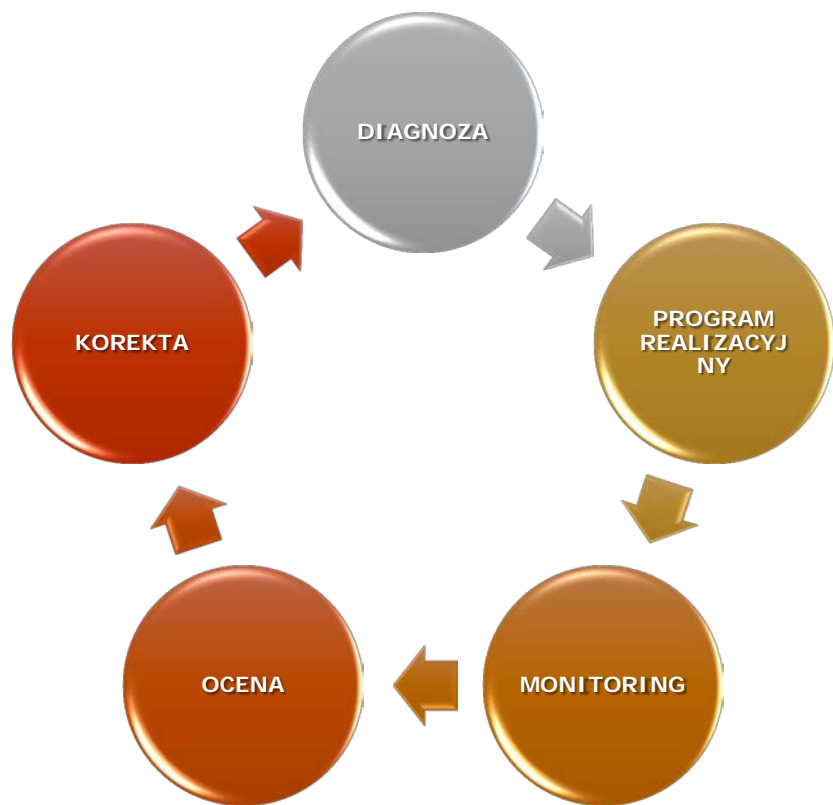 DIAGNOZA
PROGRAM
REALIZACYJ
NY
MONITORING
OCENA
KOREKTA